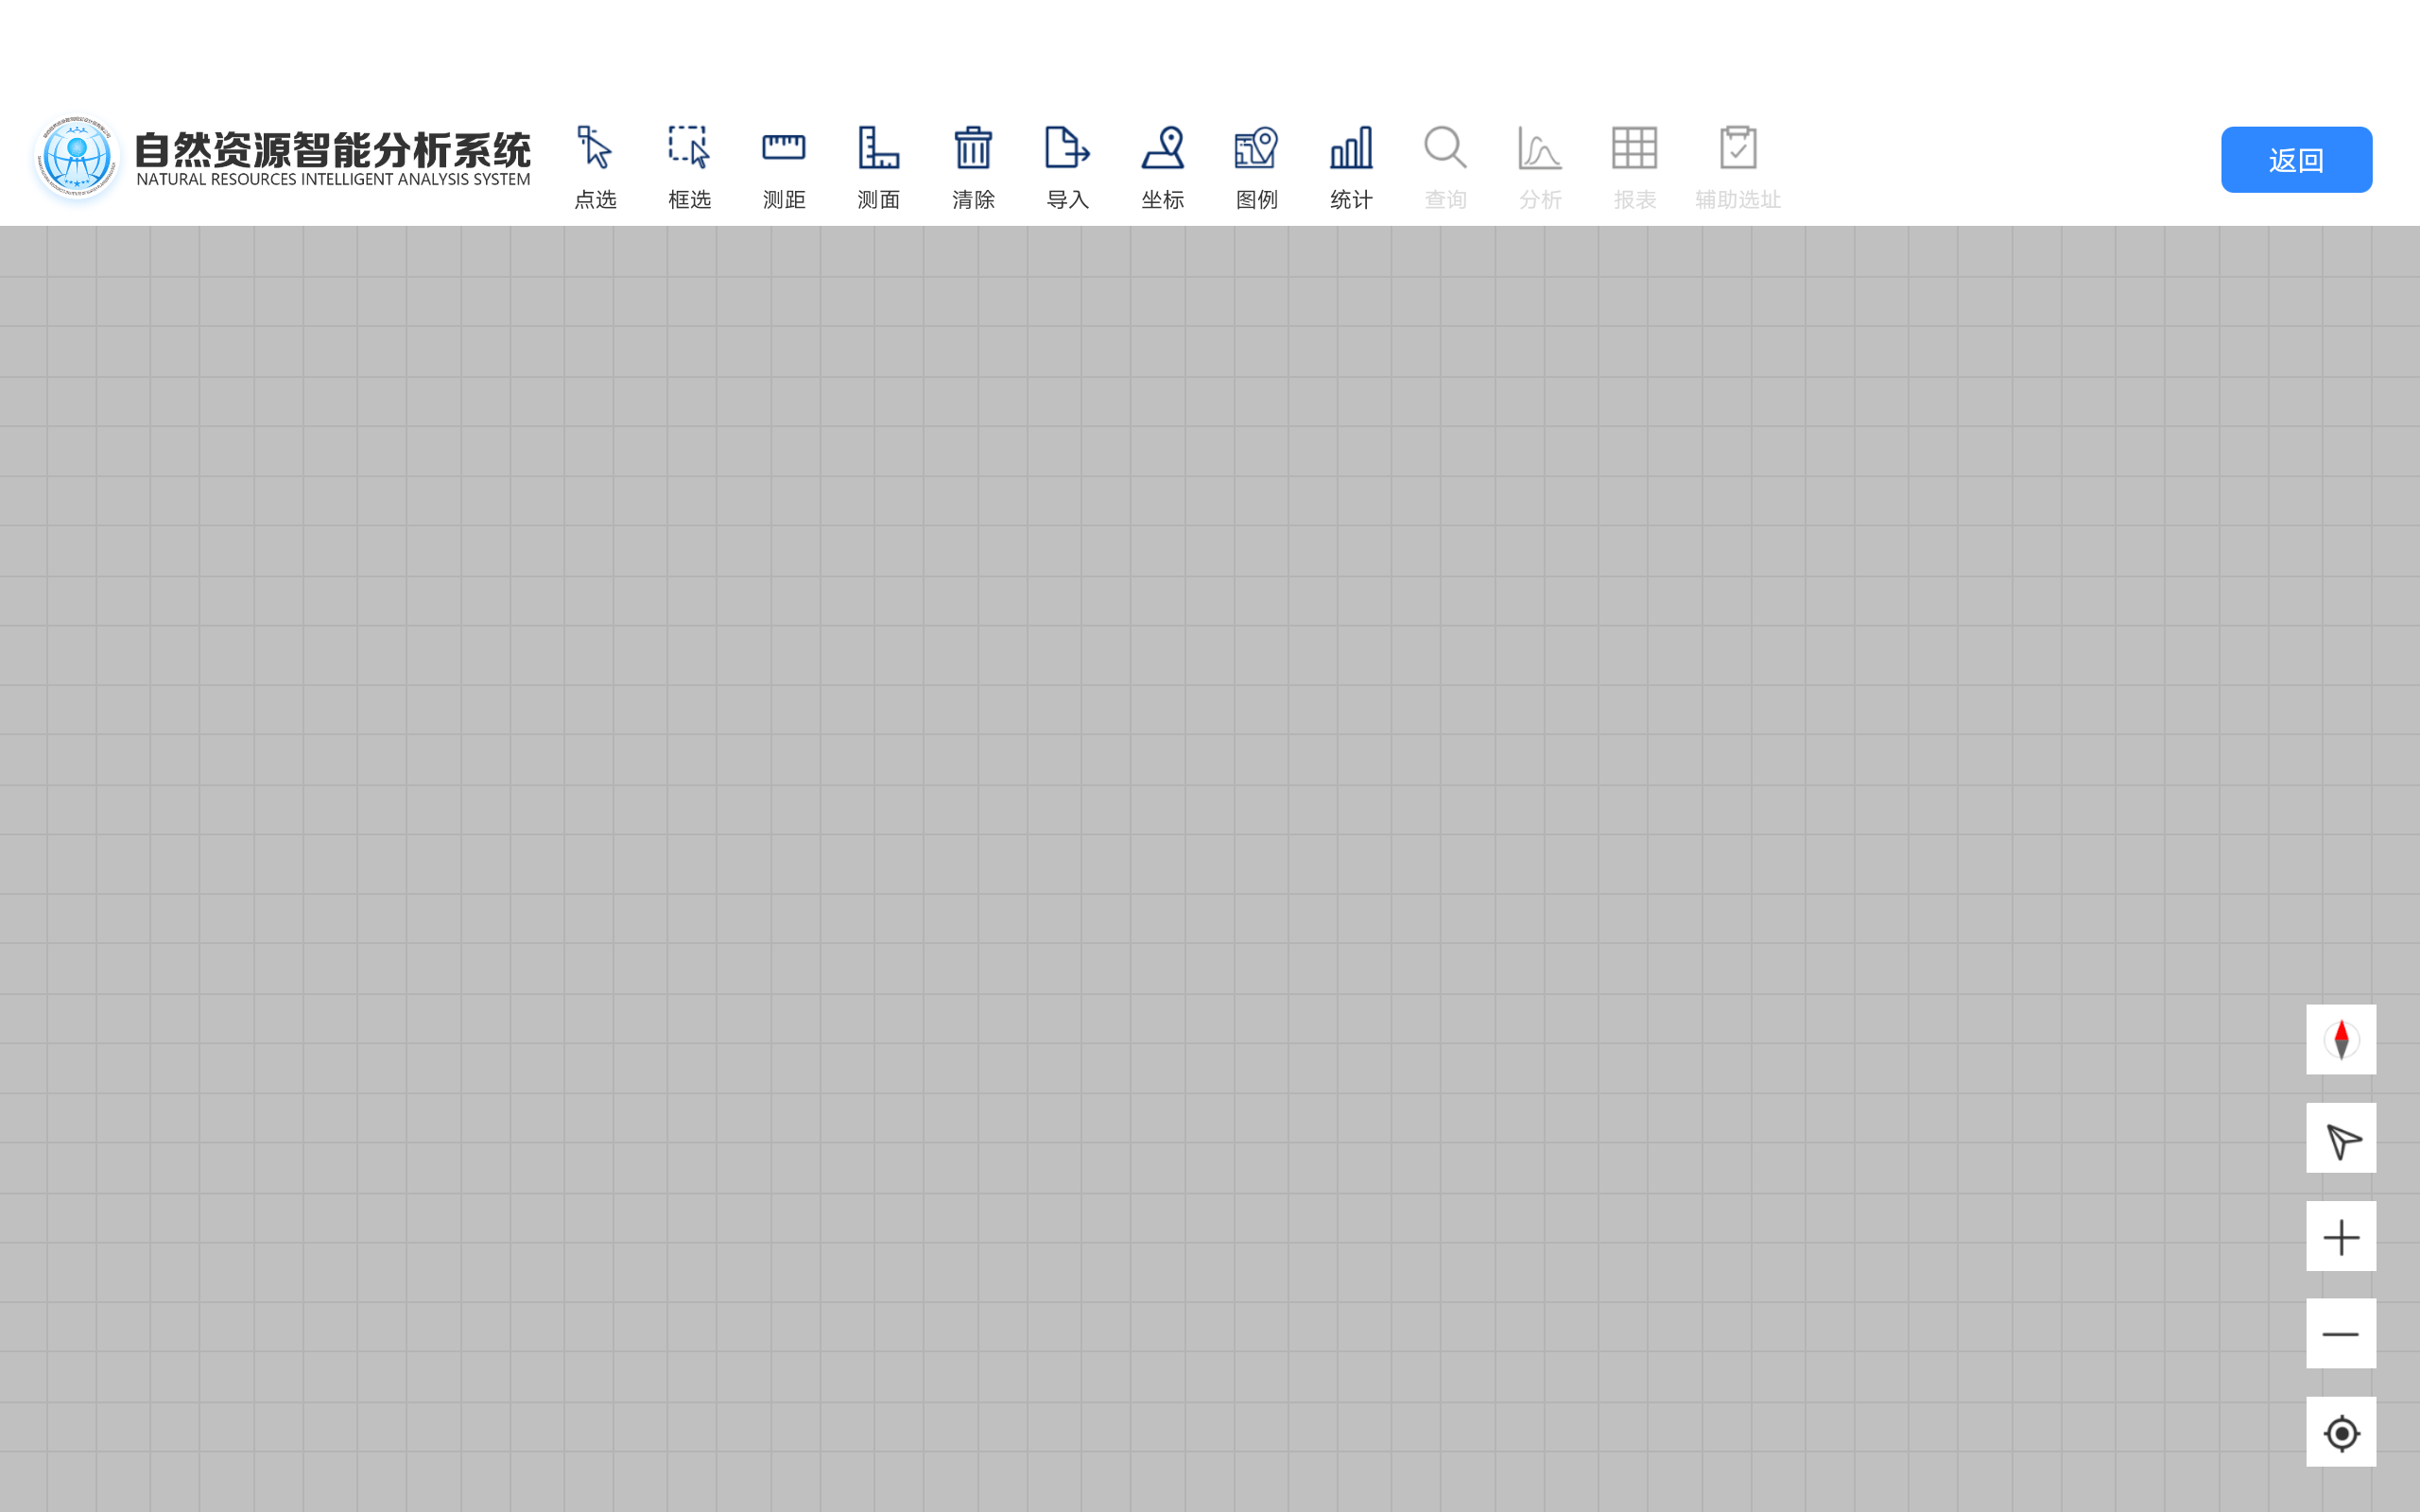 自然资源智能分析系统
NATURAL RESOURCES INTELLIGENT ANALYSIS SYSTEM
点选 框选 测距 测面 清除 导入 坐标 图例 统计 查询 分析 报表 辅助选址
返回